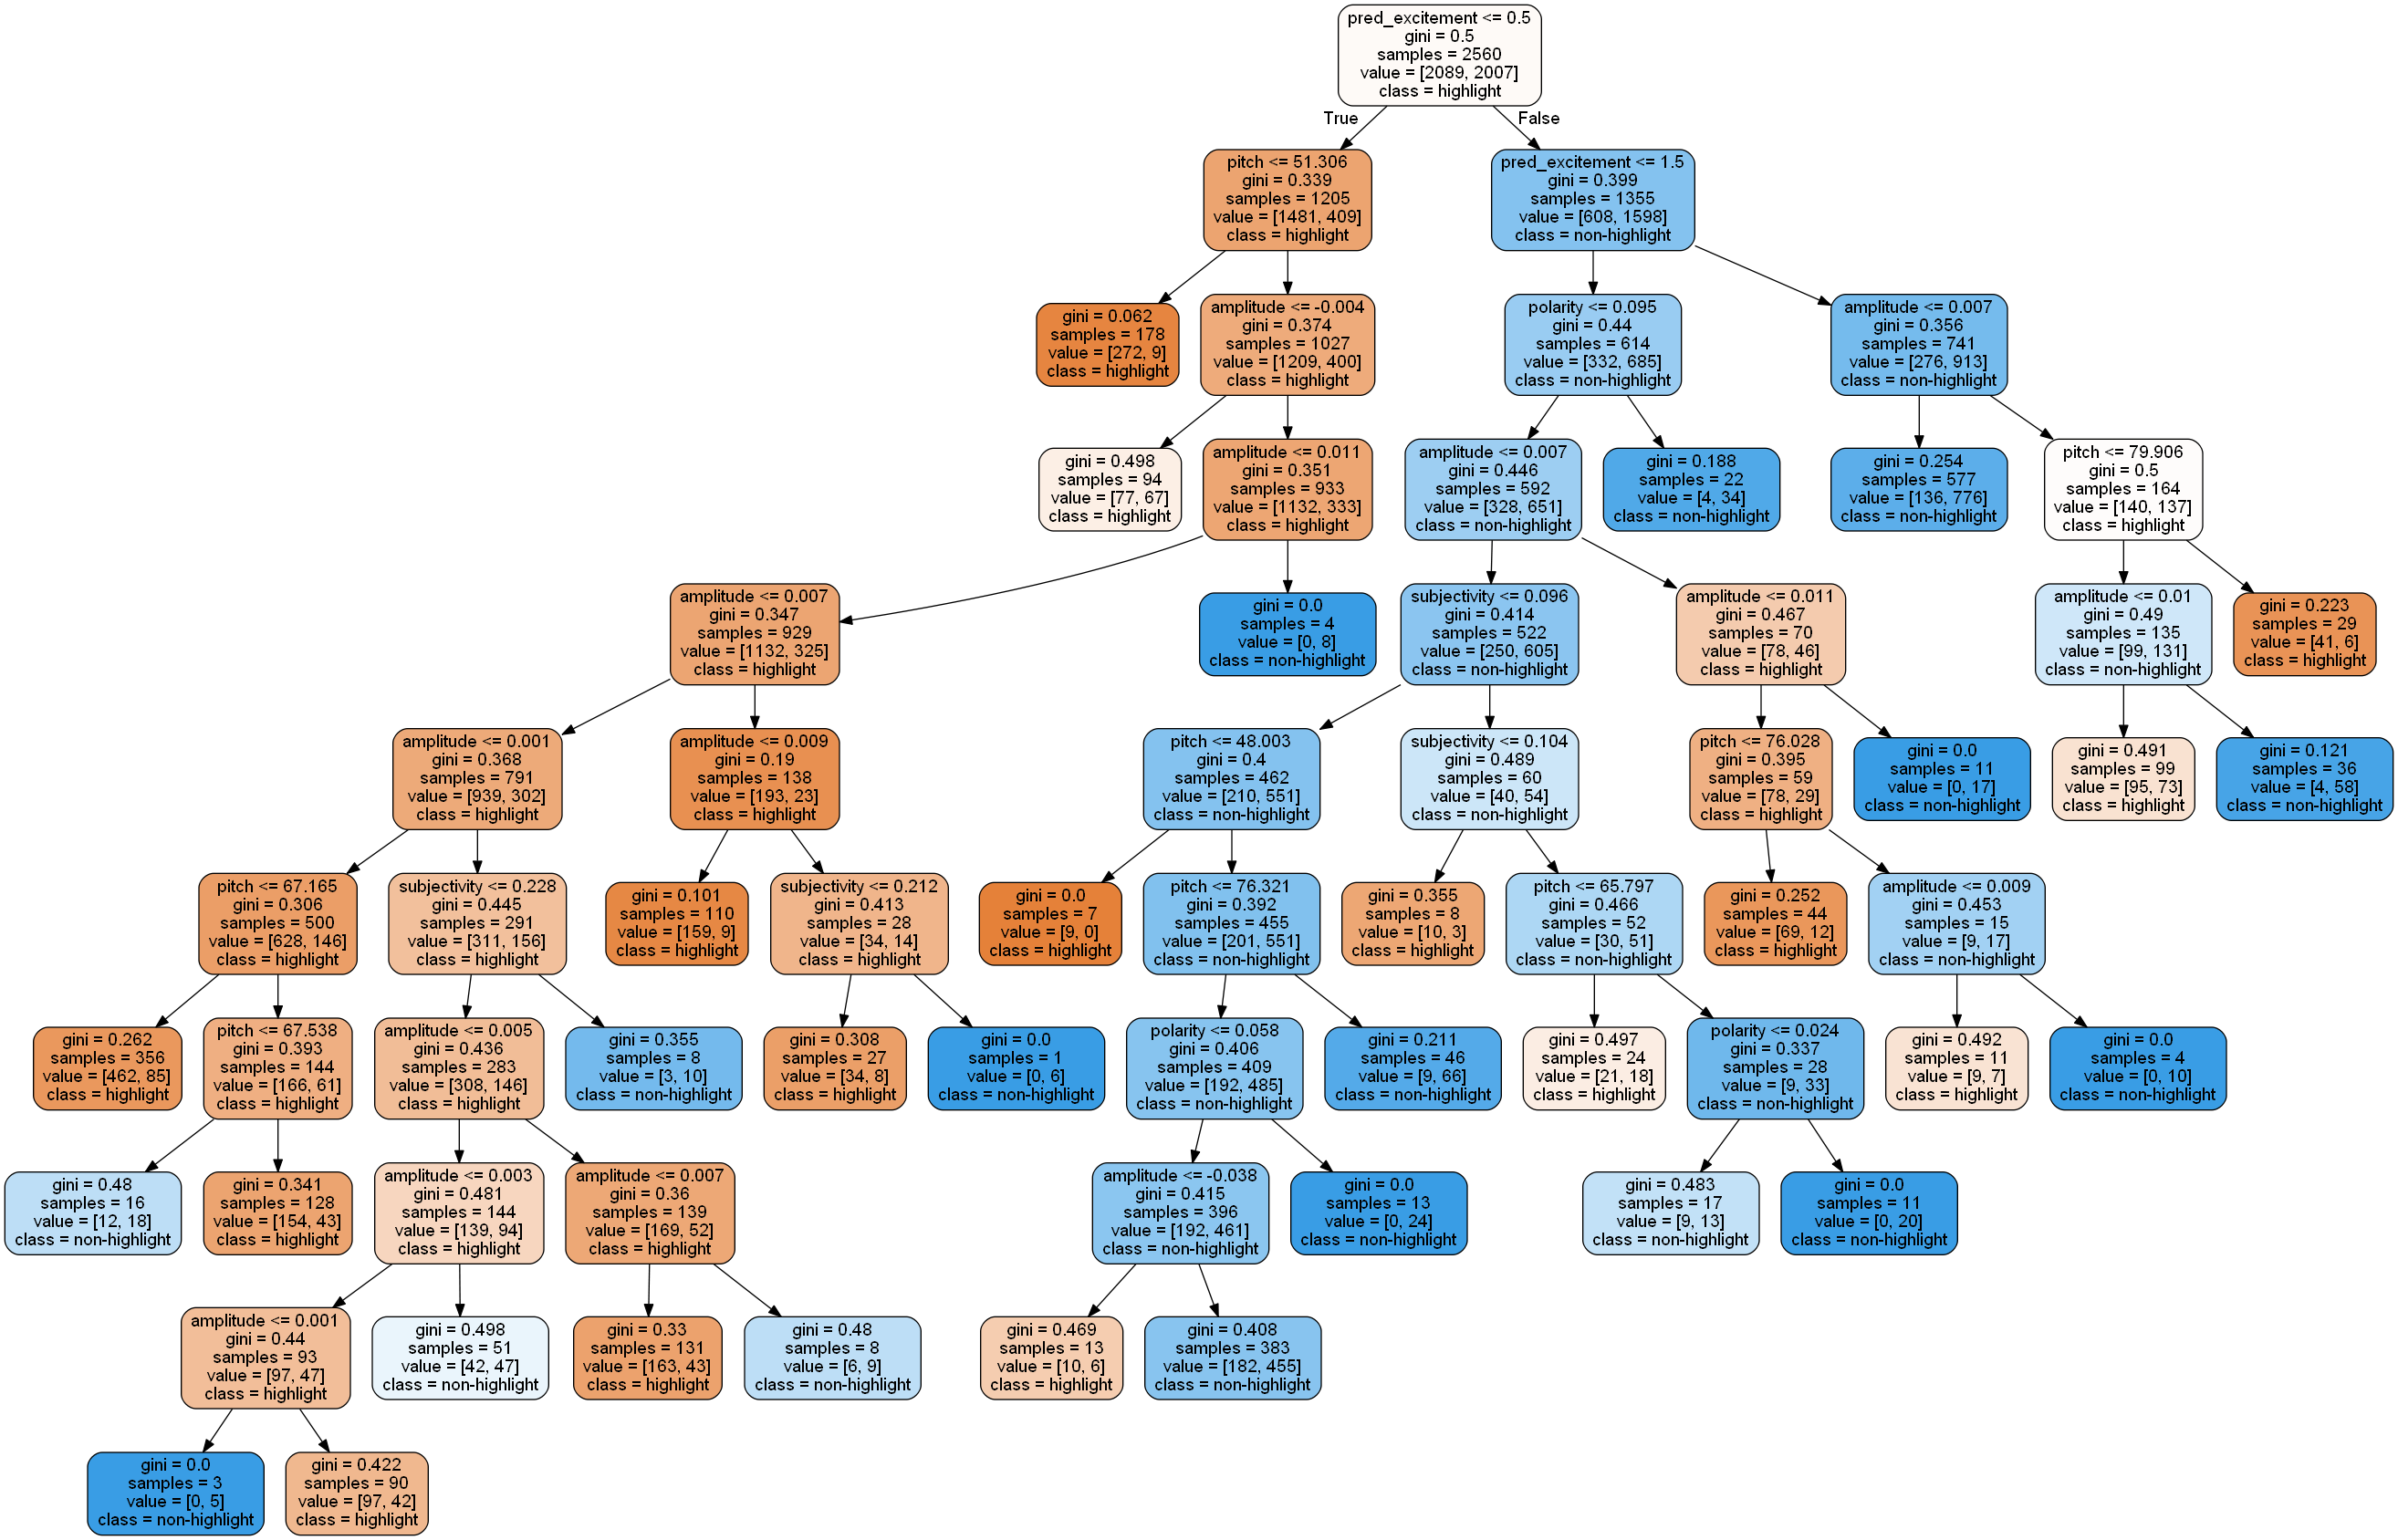 pred_excitement <= 0.5
gini = 0.5
samples = 2560
value = [2089, 2007]
class = highlight
True
False
pitch <= 51.306
gini = 0.339
samples = 1205
value = [1481, 409]
class = highlight
pred_excitement <= 1.5
gini = 0.399
samples = 1355
value = [608, 1598]
class = non-highlight
gini = 0.062
samples = 178
value = [272, 9]
class = highlight
amplitude <= -0.004
gini = 0.374
samples = 1027
value = [1209, 400]
class = highlight
polarity <= 0.095
gini = 0.44
samples = 614
value = [332, 685]
class = non-highlight
amplitude <= 0.007
gini = 0.356
samples = 741
value = [276, 913]
class = non-highlight
gini = 0.498
samples = 94
value = [77, 67]
class = highlight
amplitude <= 0.011
gini = 0.351
samples = 933
value = [1132, 333]
class = highlight
amplitude <= 0.007
gini = 0.446
samples = 592
value = [328, 651]
class = non-highlight
gini = 0.188
samples = 22
value = [4, 34]
class = non-highlight
gini = 0.254
samples = 577
value = [136, 776]
class = non-highlight
pitch <= 79.906
gini = 0.5
samples = 164
value = [140, 137]
class = highlight
amplitude <= 0.007
gini = 0.347
samples = 929
value = [1132, 325]
class = highlight
gini = 0.0
samples = 4
value = [0, 8]
class = non-highlight
subjectivity <= 0.096
gini = 0.414
samples = 522
value = [250, 605]
class = non-highlight
amplitude <= 0.011
gini = 0.467
samples = 70
value = [78, 46]
class = highlight
amplitude <= 0.01
gini = 0.49
samples = 135
value = [99, 131]
class = non-highlight
gini = 0.223
samples = 29
value = [41, 6]
class = highlight
amplitude <= 0.001
gini = 0.368
samples = 791
value = [939, 302]
class = highlight
amplitude <= 0.009
gini = 0.19
samples = 138
value = [193, 23]
class = highlight
pitch <= 48.003
gini = 0.4
samples = 462
value = [210, 551]
class = non-highlight
subjectivity <= 0.104
gini = 0.489
samples = 60
value = [40, 54]
class = non-highlight
pitch <= 76.028
gini = 0.395
samples = 59
value = [78, 29]
class = highlight
gini = 0.0
samples = 11
value = [0, 17]
class = non-highlight
gini = 0.491
samples = 99
value = [95, 73]
class = highlight
gini = 0.121
samples = 36
value = [4, 58]
class = non-highlight
pitch <= 67.165
gini = 0.306
samples = 500
value = [628, 146]
class = highlight
subjectivity <= 0.228
gini = 0.445
samples = 291
value = [311, 156]
class = highlight
gini = 0.101
samples = 110
value = [159, 9]
class = highlight
subjectivity <= 0.212
gini = 0.413
samples = 28
value = [34, 14]
class = highlight
gini = 0.0
samples = 7
value = [9, 0]
class = highlight
pitch <= 76.321
gini = 0.392
samples = 455
value = [201, 551]
class = non-highlight
gini = 0.355
samples = 8
value = [10, 3]
class = highlight
pitch <= 65.797
gini = 0.466
samples = 52
value = [30, 51]
class = non-highlight
gini = 0.252
samples = 44
value = [69, 12]
class = highlight
amplitude <= 0.009
gini = 0.453
samples = 15
value = [9, 17]
class = non-highlight
gini = 0.262
samples = 356
value = [462, 85]
class = highlight
pitch <= 67.538
gini = 0.393
samples = 144
value = [166, 61]
class = highlight
amplitude <= 0.005
gini = 0.436
samples = 283
value = [308, 146]
class = highlight
gini = 0.355
samples = 8
value = [3, 10]
class = non-highlight
gini = 0.308
samples = 27
value = [34, 8]
class = highlight
gini = 0.0
samples = 1
value = [0, 6]
class = non-highlight
polarity <= 0.058
gini = 0.406
samples = 409
value = [192, 485]
class = non-highlight
gini = 0.211
samples = 46
value = [9, 66]
class = non-highlight
gini = 0.497
samples = 24
value = [21, 18]
class = highlight
polarity <= 0.024
gini = 0.337
samples = 28
value = [9, 33]
class = non-highlight
gini = 0.492
samples = 11
value = [9, 7]
class = highlight
gini = 0.0
samples = 4
value = [0, 10]
class = non-highlight
gini = 0.48
samples = 16
value = [12, 18]
class = non-highlight
gini = 0.341
samples = 128
value = [154, 43]
class = highlight
amplitude <= 0.003
gini = 0.481
samples = 144
value = [139, 94]
class = highlight
amplitude <= 0.007
gini = 0.36
samples = 139
value = [169, 52]
class = highlight
amplitude <= -0.038
gini = 0.415
samples = 396
value = [192, 461]
class = non-highlight
gini = 0.0
samples = 13
value = [0, 24]
class = non-highlight
gini = 0.483
samples = 17
value = [9, 13]
class = non-highlight
gini = 0.0
samples = 11
value = [0, 20]
class = non-highlight
amplitude <= 0.001
gini = 0.44
samples = 93
value = [97, 47]
class = highlight
gini = 0.498
samples = 51
value = [42, 47]
class = non-highlight
gini = 0.33
samples = 131
value = [163, 43]
class = highlight
gini = 0.48
samples = 8
value = [6, 9]
class = non-highlight
gini = 0.469
samples = 13
value = [10, 6]
class = highlight
gini = 0.408
samples = 383
value = [182, 455]
class = non-highlight
gini = 0.0
samples = 3
value = [0, 5]
class = non-highlight
gini = 0.422
samples = 90
value = [97, 42]
class = highlight